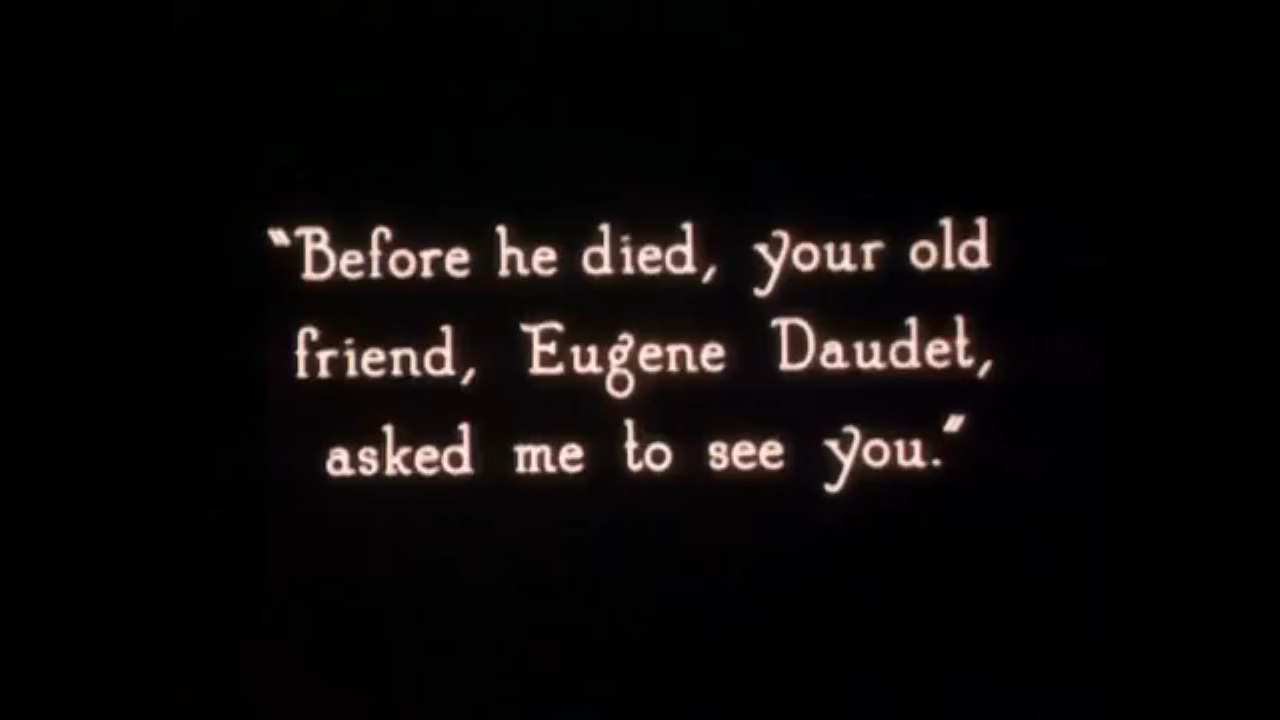 "Before he died, your old
friend, Eugene Daudet,
asked me to see you."